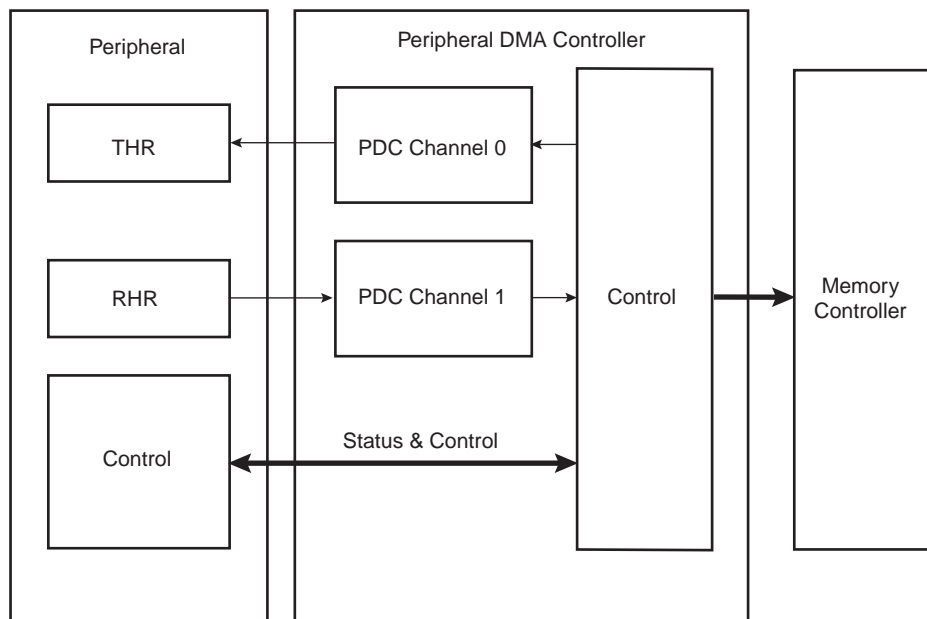 Peripheral
Peripheral DMA Controller
THR
PDC Channel 0
RHR
PDC Channel 1
Control
Memory
Controller
Status & Control
Control